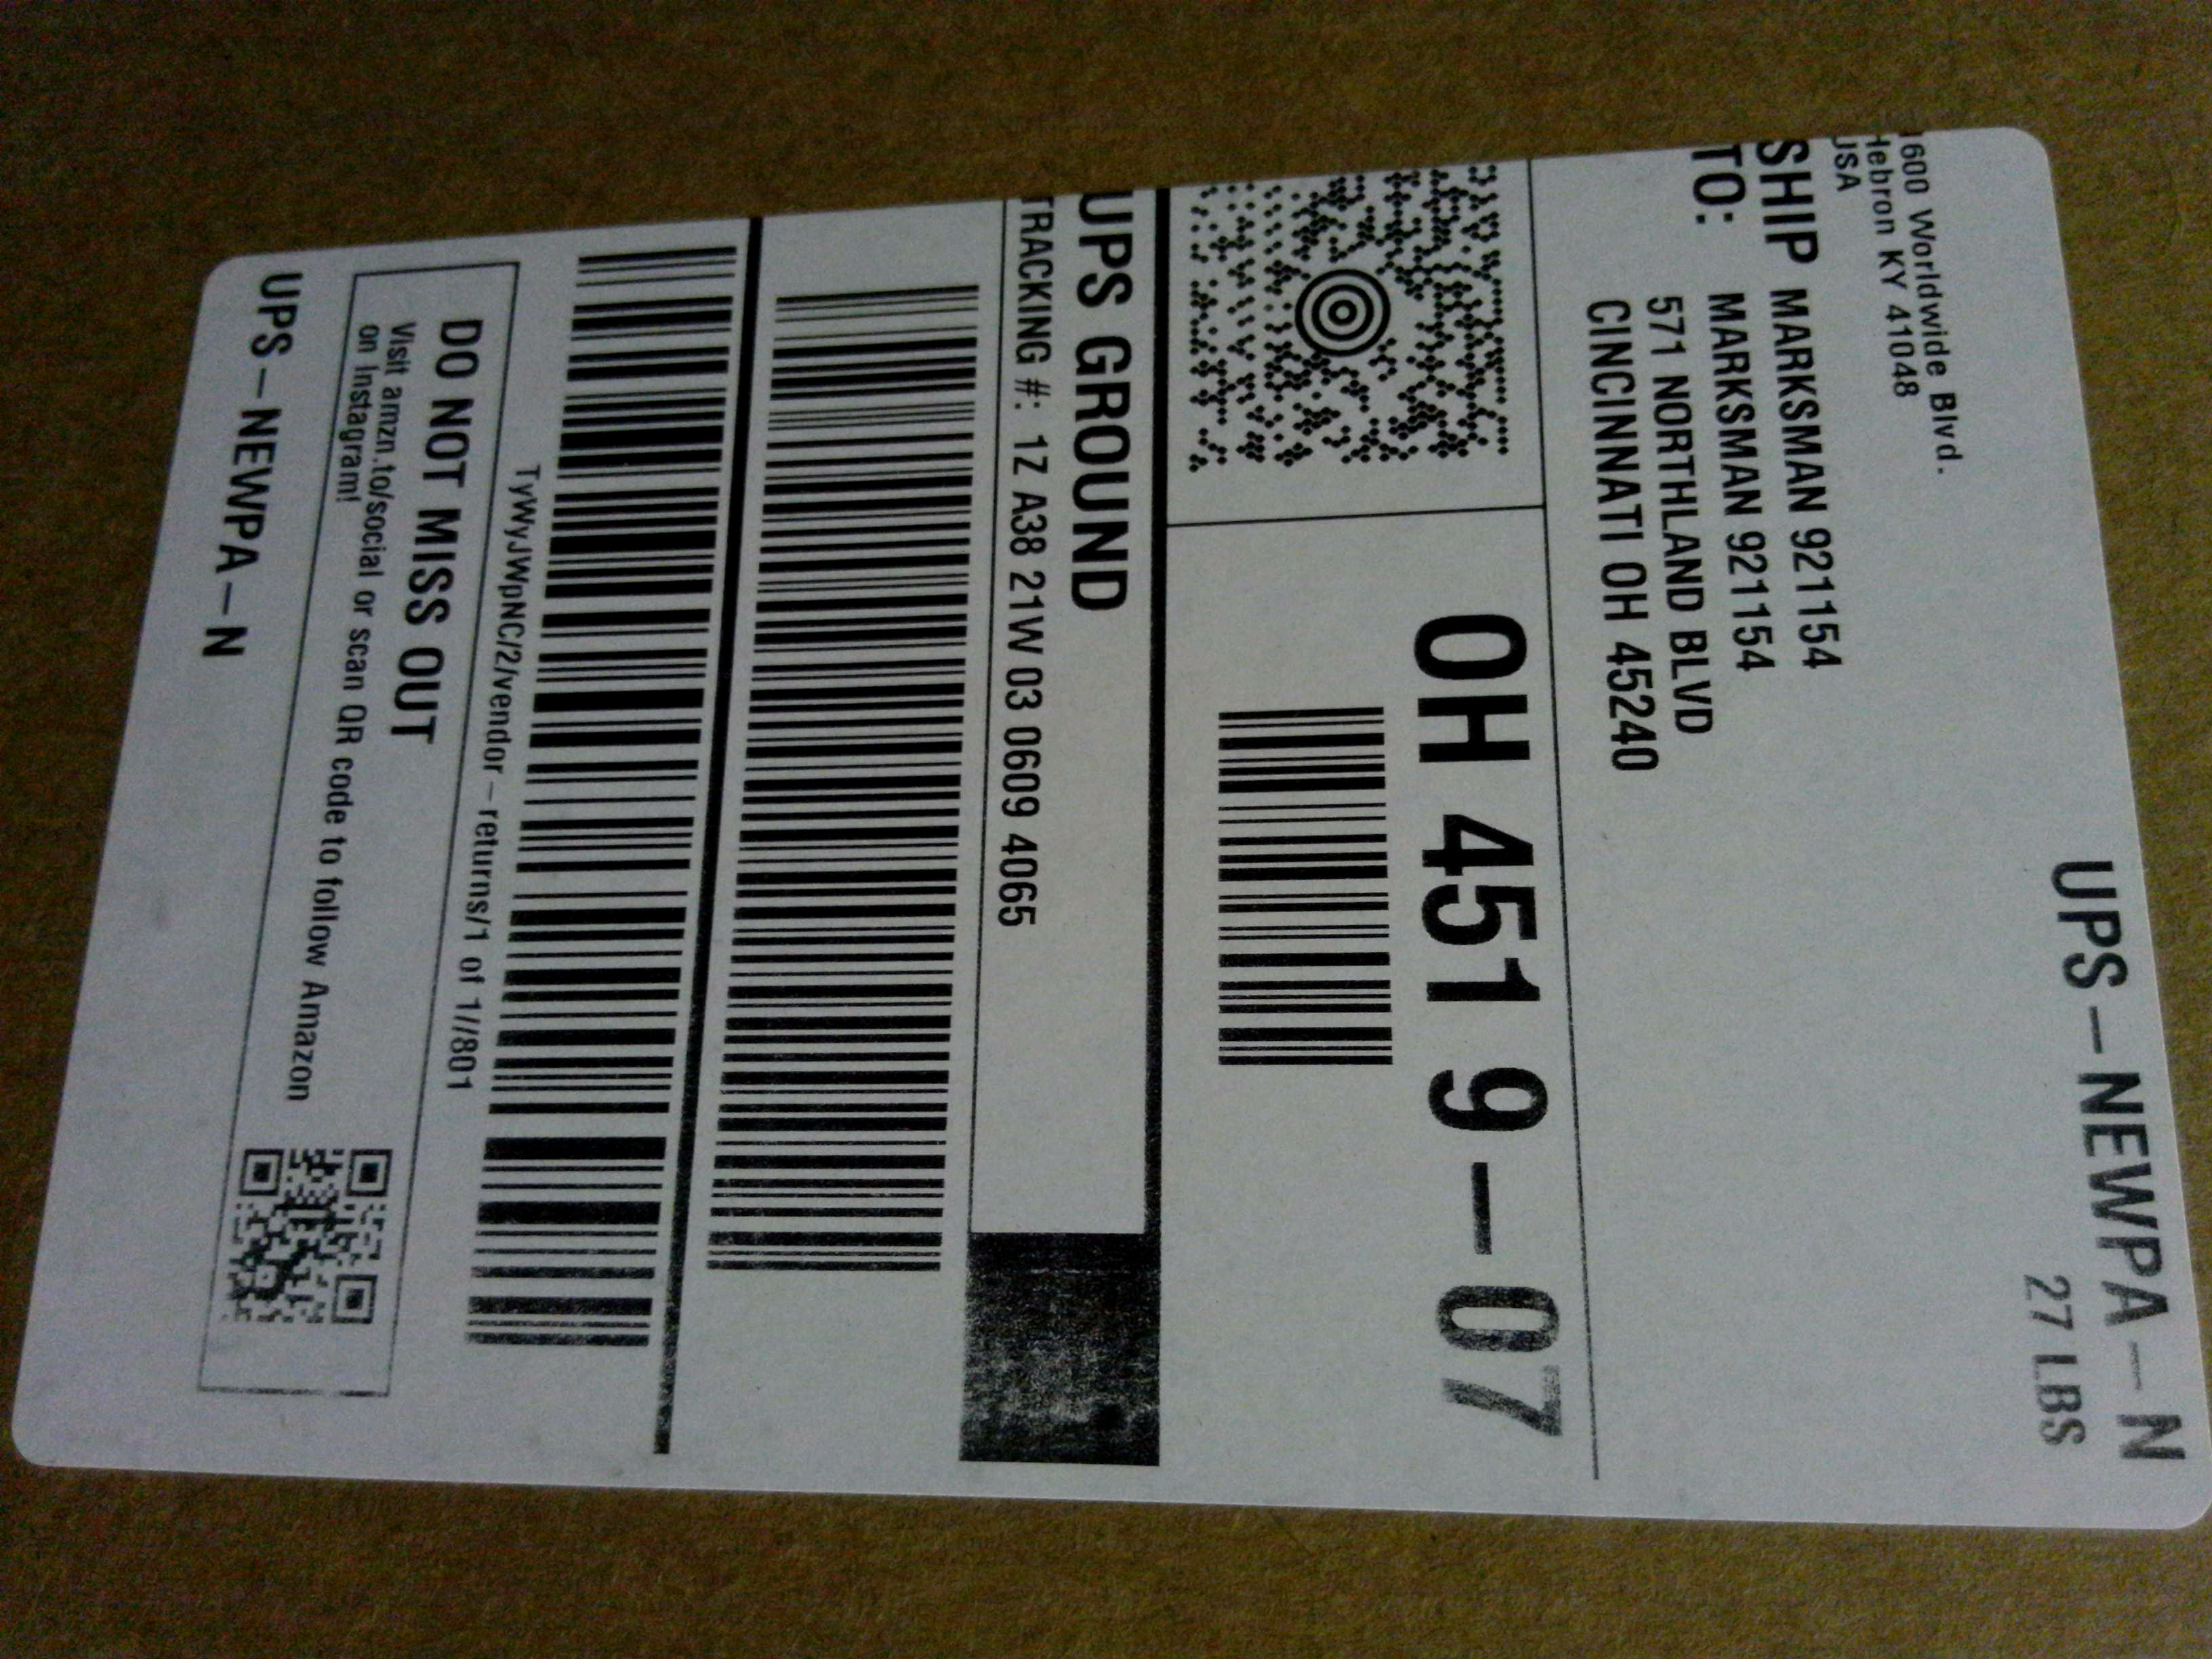 UPS-NEWPA-N
27 LBS
1600 Worldwide Blvd.
Hebron KY 41048
USA
SHIP MARKSMAN 921154
TO: MARKSMAN 921154
571 NORTHLAND BLVD
CINCINNATI OH 45240
OH 451 9-07
UPS GROUND
TRACKING #: 1Z A38 21W 03 0609 4065
TyWyJWpNC/2/vendor-returns/1 of 1//801
DO NOT MISS OUT
Visit amzn.to/social or scan QR code to follow Amazon
on Instagram!
UPS-NEWPA-N